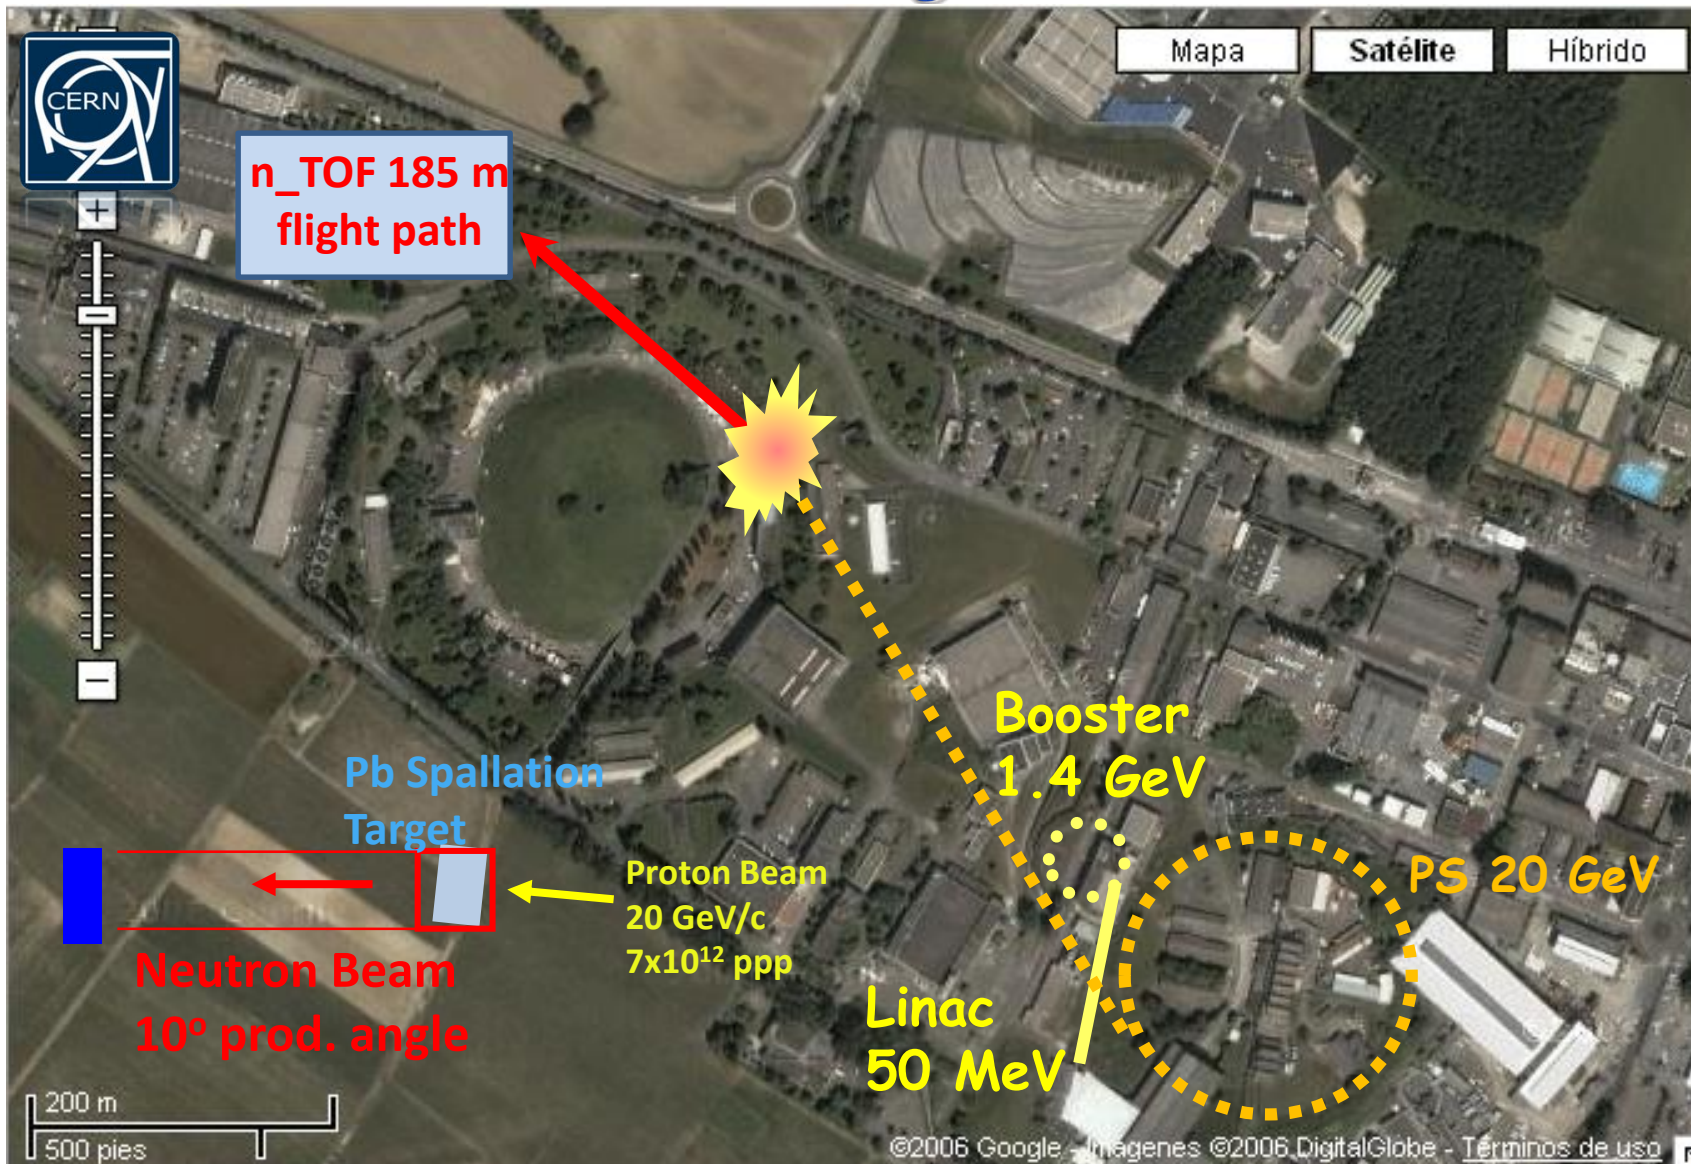 Mapa
Satélite
Híbrido
CERN
n_TOF 185 m
flight path
+
−
Booster
1.4 GeV
Pb Spallation
Target
Proton Beam
20 GeV/c
7x10¹² ppp
PS 20 GeV
Neutron Beam
10º prod. angle
Linac
50 MeV
200 m
500 pies
©2006 Google - Imágenes ©2006 DigitalGlobe - Términos de uso